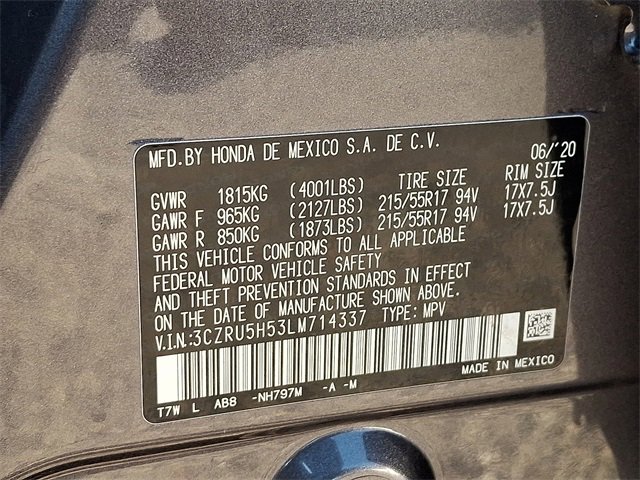 MFD.BY HONDA DE MEXICO S.A. DE C.V. 06/'20
TIRE SIZE RIM SIZE
GVWR 1815KG (4001LBS)
GAWR F 965KG (2127LBS) 215/55R17 94V 17X7.5J
GAWR R 850KG (1873LBS) 215/55R17 94V 17X7.5J
THIS VEHICLE CONFORMS TO ALL APPLICABLE
FEDERAL MOTOR VEHICLE SAFETY
AND THEFT PREVENTION STANDARDS IN EFFECT
ON THE DATE OF MANUFACTURE SHOWN ABOVE.
V.I.N:3CZRU5H53LM714337 TYPE: MPV
MADE IN MEXICO
T7W L AB8 -NH797M -A -M